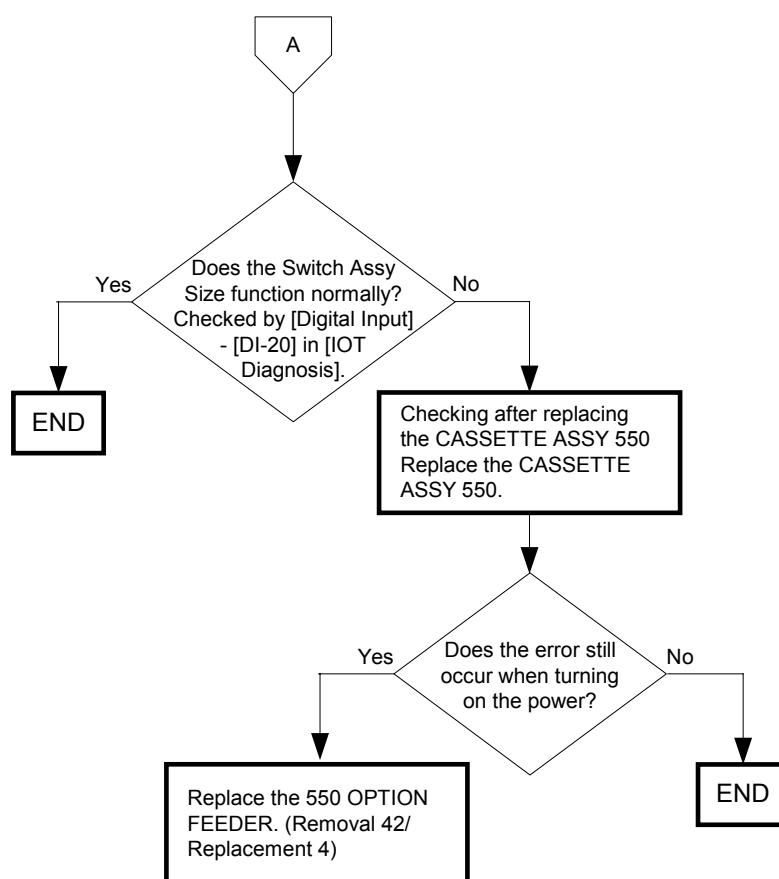 A
Does the Switch Assy
Size function normally?
Checked by [Digital Input]
- [DI-20] in [IOT
Diagnosis].
Yes
No
END
Checking after replacing
the CASSETTE ASSY 550
Replace the CASSETTE
ASSY 550.
Does the error still
occur when turning
on the power?
Yes
No
Replace the 550 OPTION
FEEDER. (Removal 42/
Replacement 4)
END